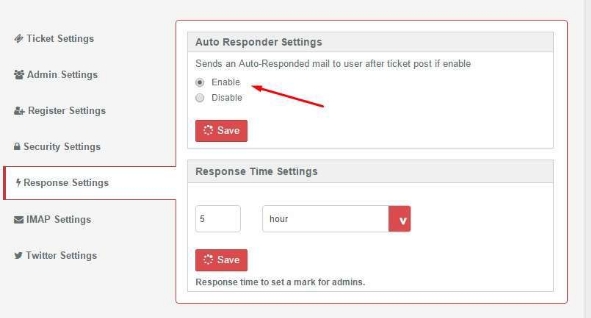 Ticket Settings
Admin Settings
Register Settings
Security Settings
Response Settings
IMAP Settings
Twitter Settings
Auto Responder Settings
Sends an Auto-Responded mail to user after ticket post if enable
Enable
Disable
Save
Response Time Settings
5 hour v
Save
Response time to set a mark for admins.